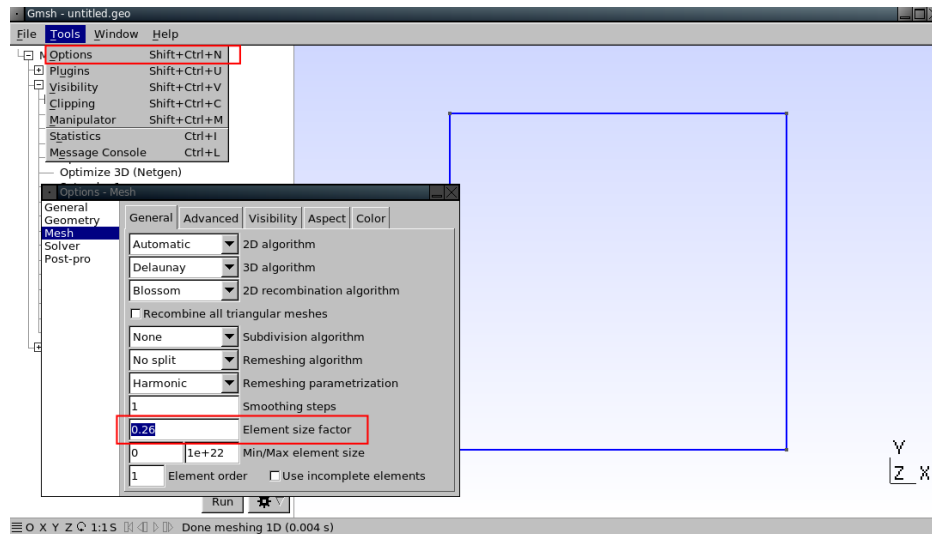 Gmsh - untitled.geo
File Tools Window Help
Options Shift+Ctrl+N
Plugins Shift+Ctrl+U
Visibility Shift+Ctrl+V
Clipping Shift+Ctrl+C
Manipulator Shift+Ctrl+M
Statistics Ctrl+I
Message Console Ctrl+L
Optimize 3D (Netgen)
Options - Mesh
General
Geometry
Mesh
Solver
Post-pro
General Advanced Visibility Aspect Color
Automatic 2D algorithm
Delaunay 3D algorithm
Blossom 2D recombination algorithm
Recombine all triangular meshes
None Subdivision algorithm
No split Remeshing algorithm
Harmonic Remeshing parametrization
1 Smoothing steps
0.26 Element size factor
0 1e+22 Min/Max element size
1 Element order Use incomplete elements
Run
Y
Z X
O X Y Z 1:1 S Done meshing 1D (0.004 s)